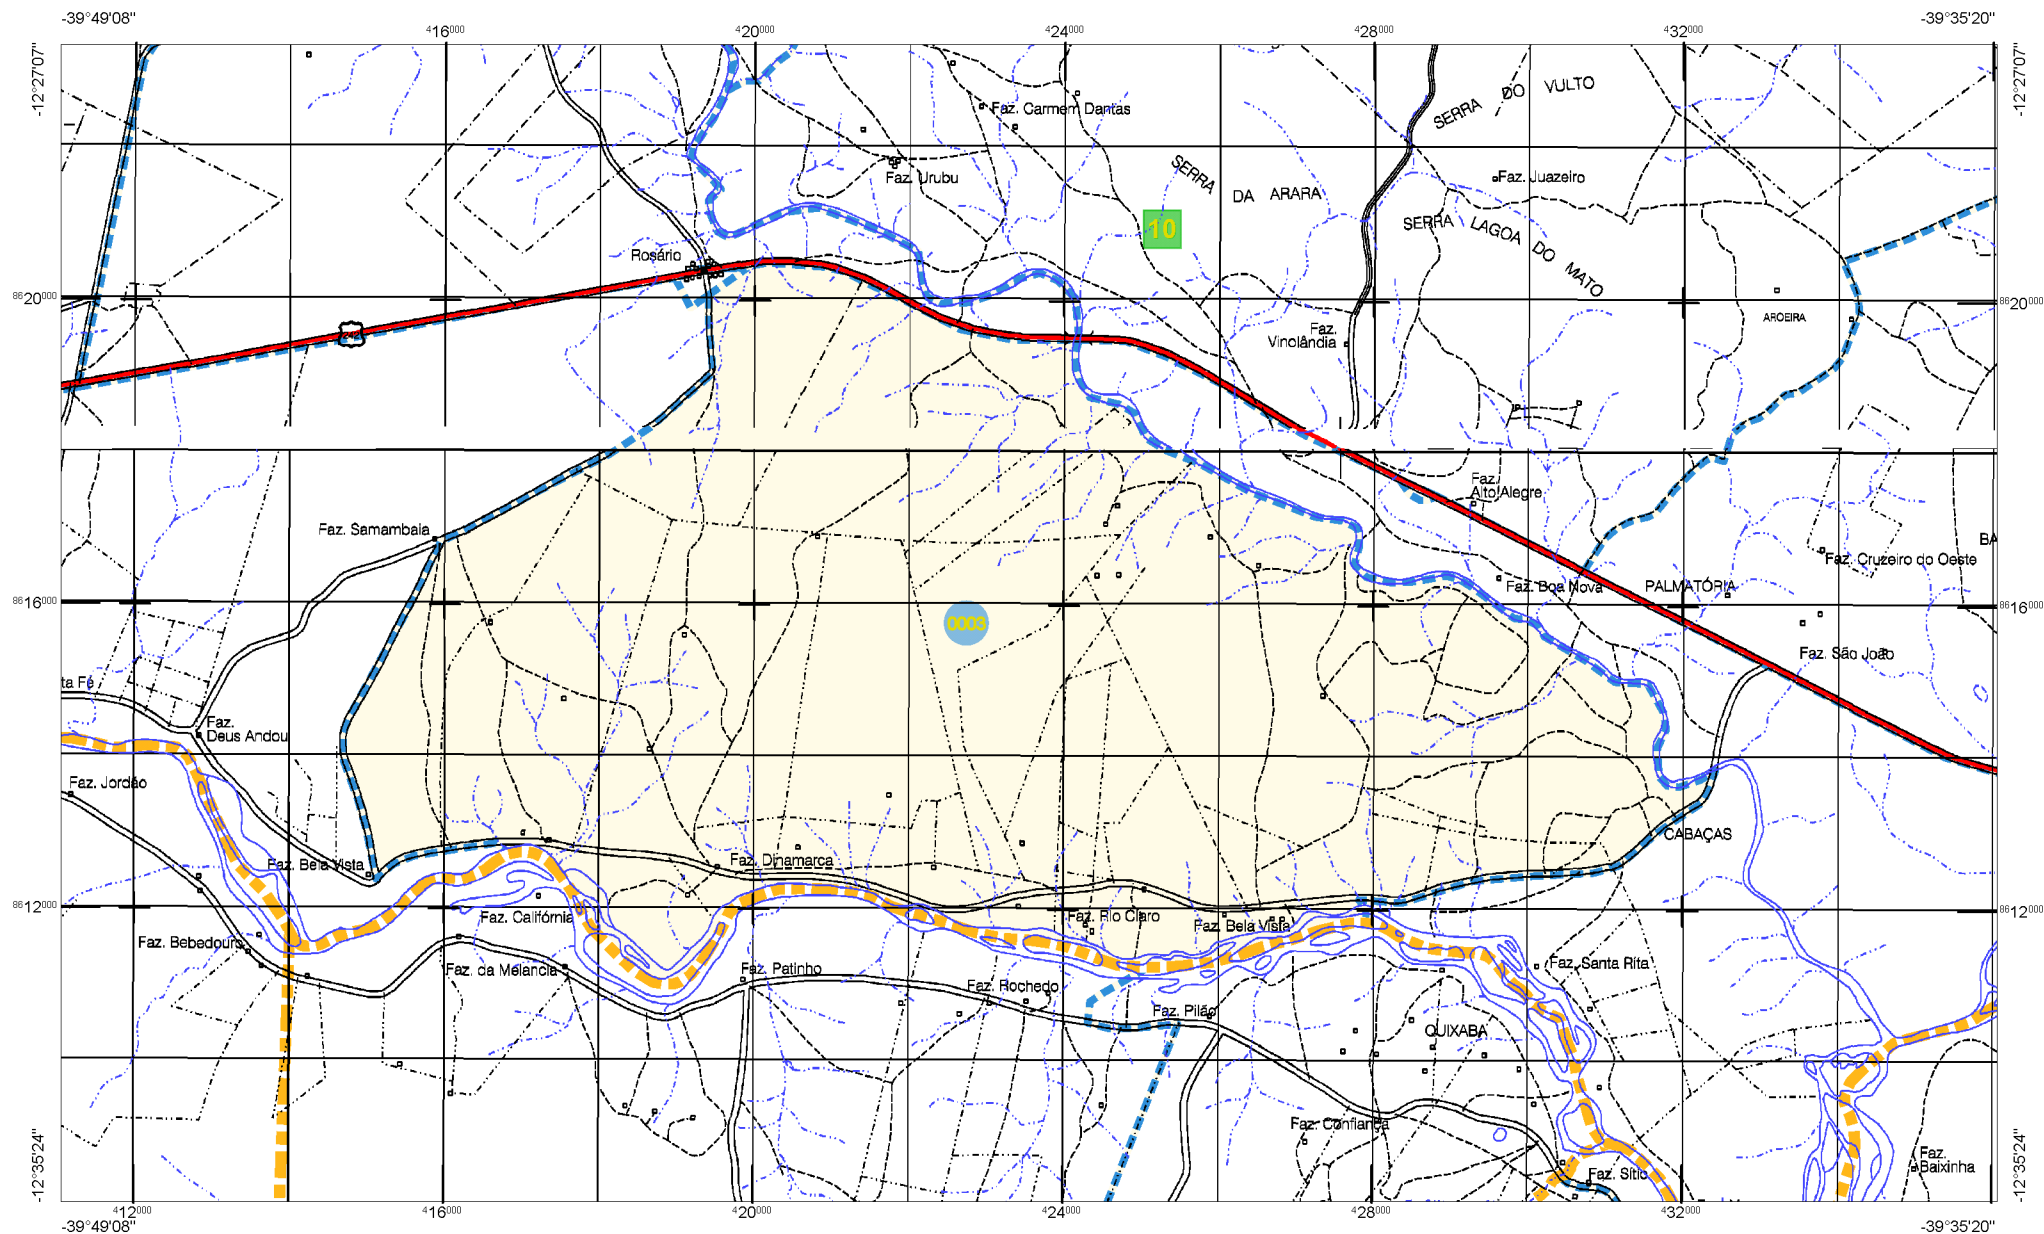 -39°49'08"
-39°35'20"
416000
420000
424000
428000
432000
-12°27'07"
-12°27'07"
SERRA DO VULTO
Faz. Carmem Dantas
Faz. Urubu
SERRA DA ARARA
Faz. Juazeiro
10
SERRA LAGOA DO MATO
Rosário
8620000
8620000
AROEIRA
242
Faz.
Vinolândia
Faz.
Alto Alegre
Faz. Samambaia
BA
Faz. Cruzeiro do Oeste
Faz. Boa Nova
PALMATÓRIA
8616000
8616000
0003
Faz. São João
ta Fé
Faz.
Deus Andou
Faz. Jordão
CABAÇAS
Faz. Bela Vista
Faz. Dinamarca
8612000
8612000
Faz. Califórnia
Faz. Rio Claro
Faz. Bela Vista
Faz. Bebedouro
Faz. da Melancia
Faz. Patinho
Faz. Santa Rita
Faz. Rochedo
Faz. Pilão
QUIXABA
Faz. Confiança
Faz. Sítio
Faz.
Baixinha
-12°35'24"
-12°35'24"
412000
416000
420000
424000
428000
432000
-39°49'08"
-39°35'20"